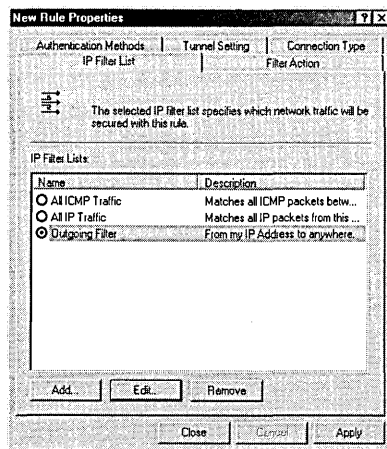 New Rule Properties
Authentication Methods Tunnel Setting Connection Type
IP Filter List Filter Action
The selected IP filter list specifies which network traffic will be
secured with this rule.
IP Filter Lists:
Name Description
All ICMP Traffic Matches all ICMP packets betw...
All IP Traffic Matches all IP packets from this ...
Outgoing Filter From my IP Address to anywhere.
Add... Edit... Remove
Close Cancel Apply